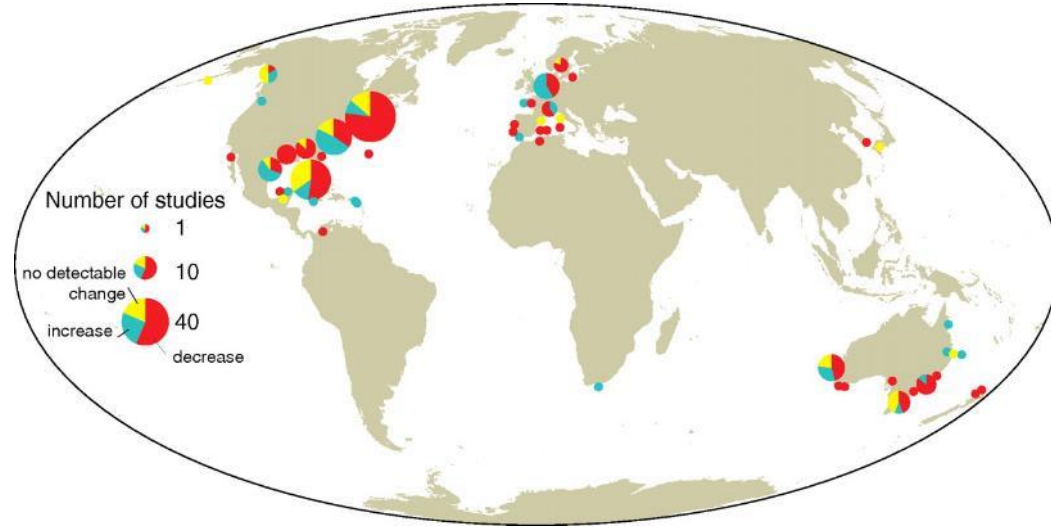 Number of studies
1
no detectable
change
10
increase
40
decrease